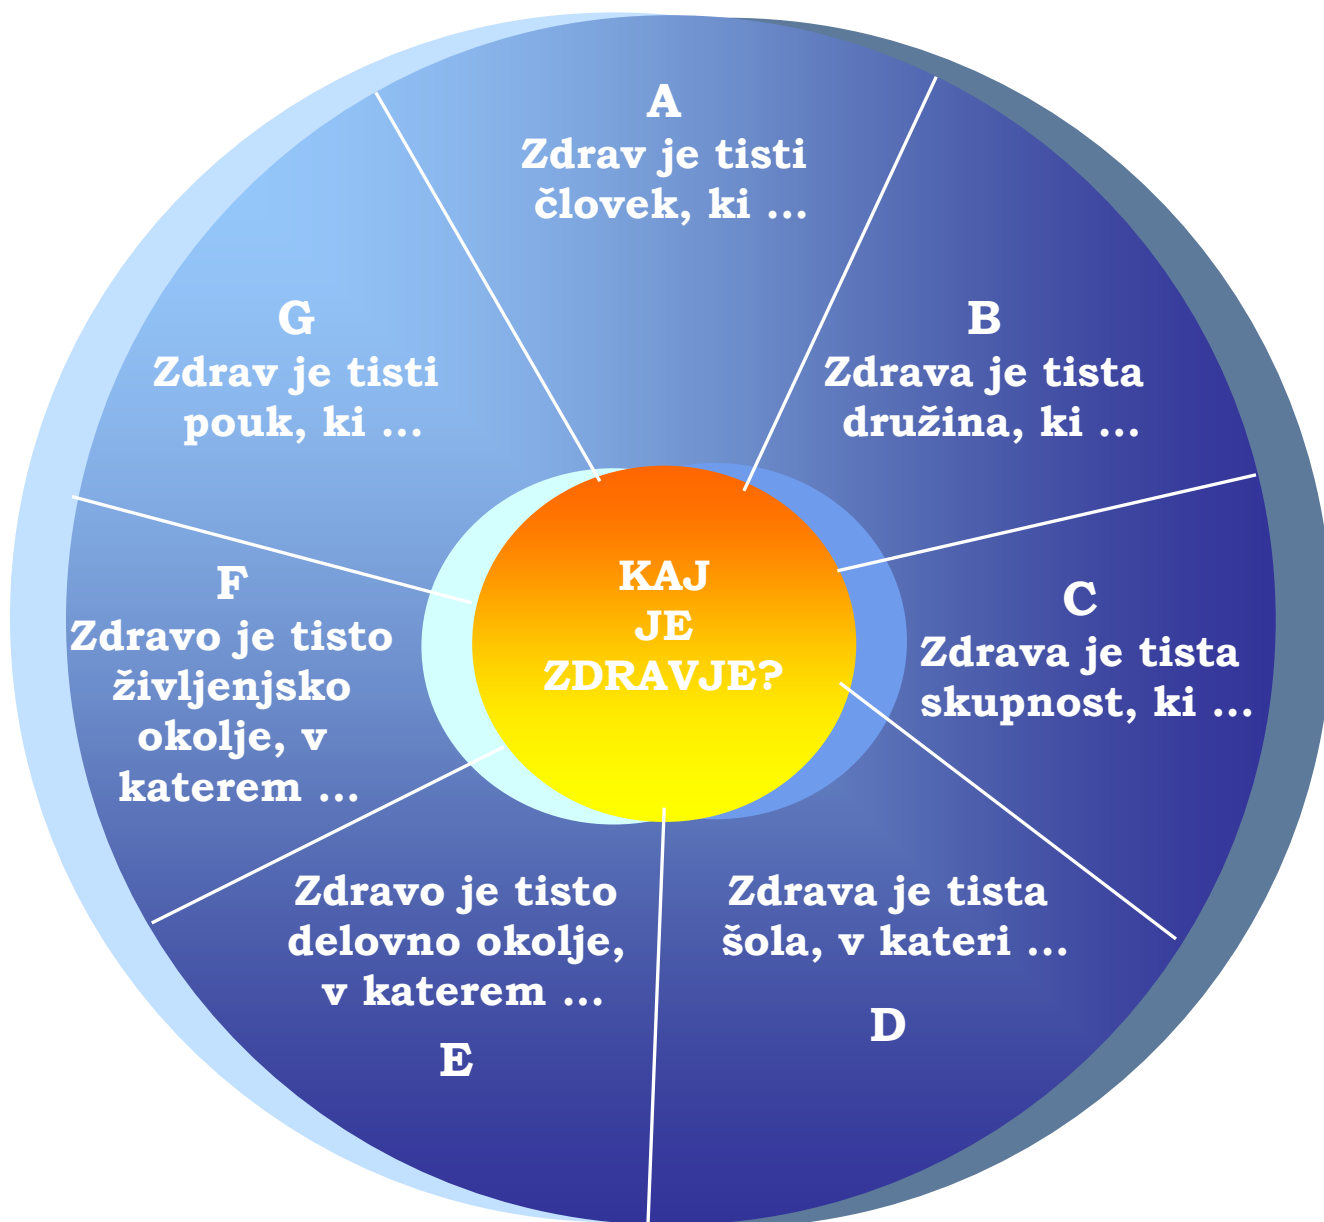 A
Zdrav je tisti
človek, ki ...
B
Zdrava je tista
družina, ki ...
C
Zdrava je tista
skupnost, ki ...
Zdrava je tista
šola, v kateri ...
D
Zdravo je tisto
delovno okolje,
v katerem ...
E
F
Zdravo je tisto
življenjsko
okolje, v
katerem ...
G
Zdrav je tisti
pouk, ki ...
KAJ
JE
ZDRAVJE?